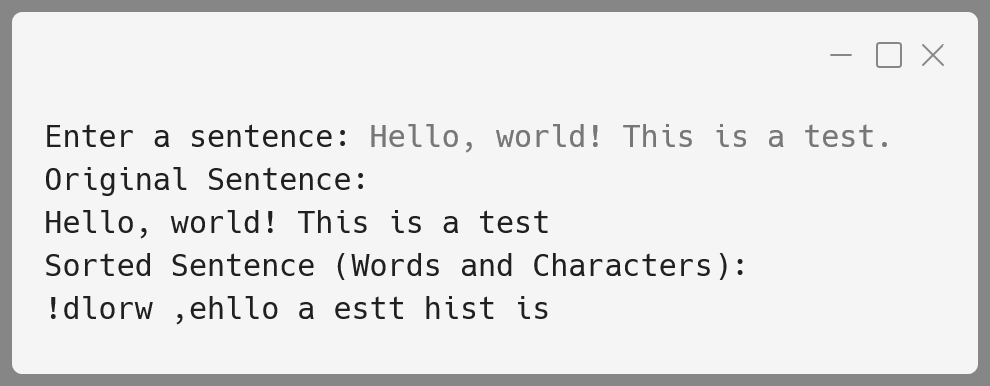 Enter a sentence: Hello, world! This is a test.
Original Sentence:
Hello, world! This is a test
Sorted Sentence (Words and Characters):
!dlorw ,ehllo a estt hist is